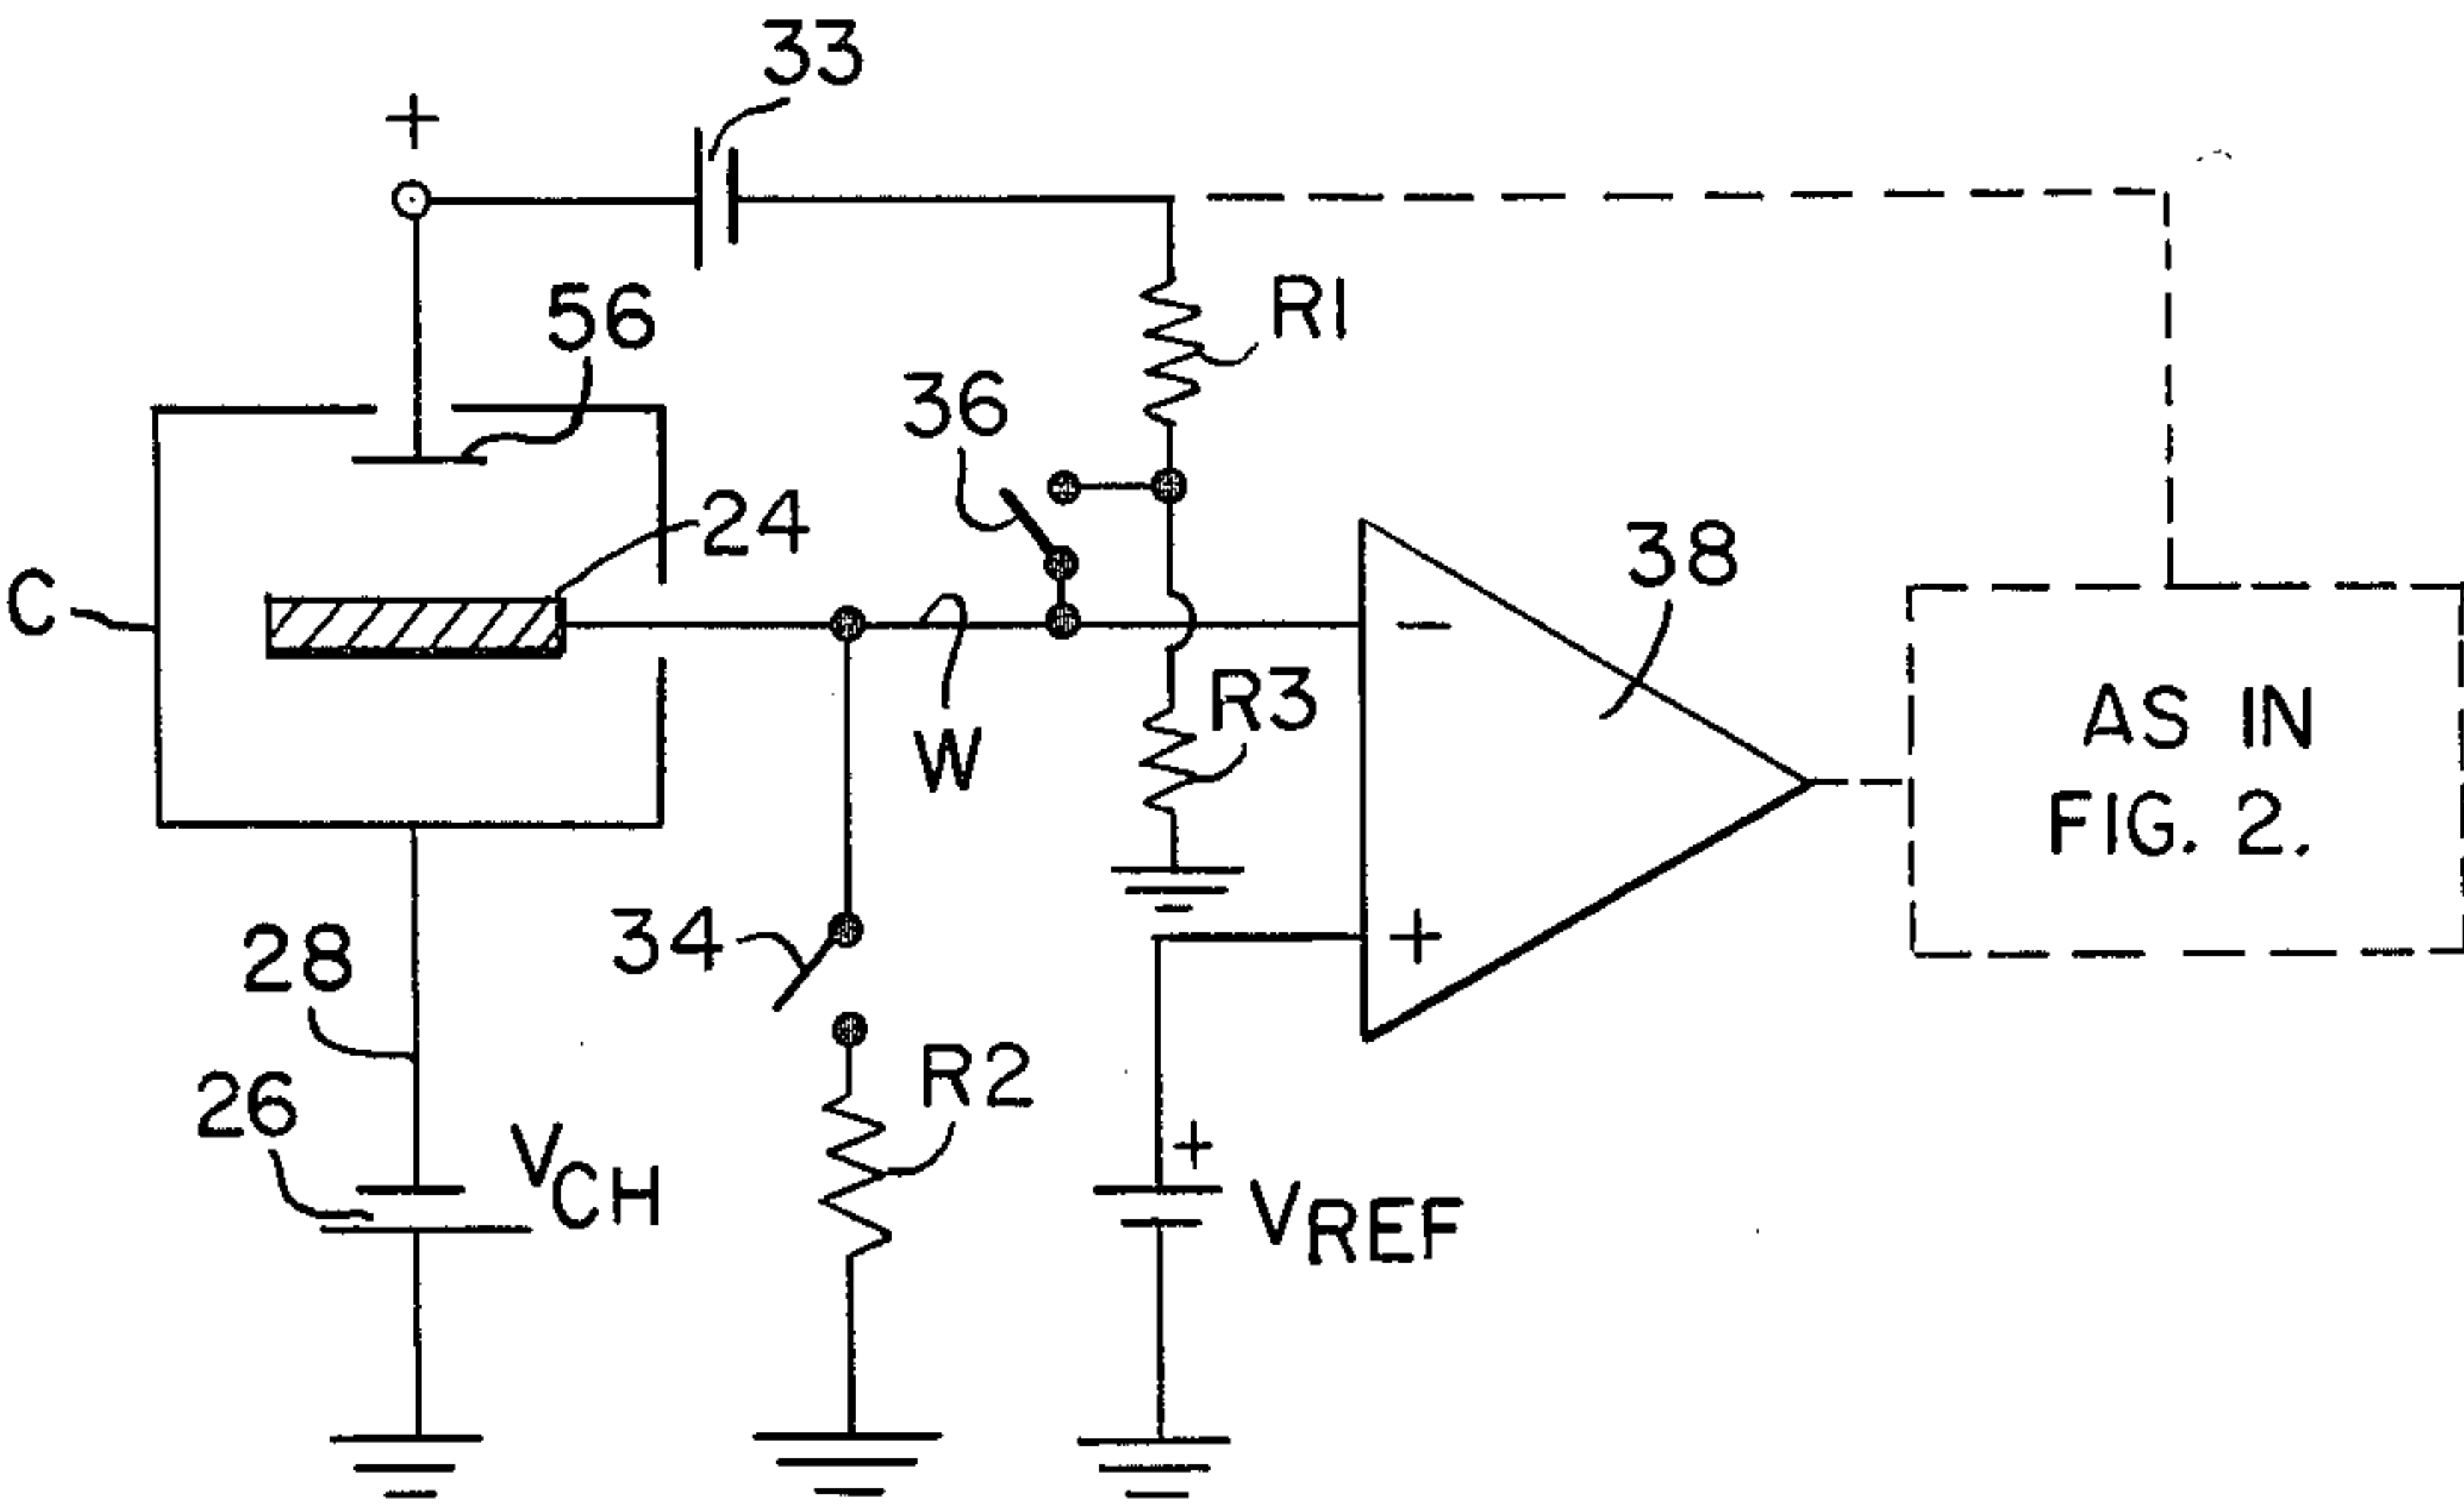 33
+
56
R1
36
24
38
C
-
R3
AS IN
FIG. 2.
W
34
+
28
R2
26
+
VCH
VREF